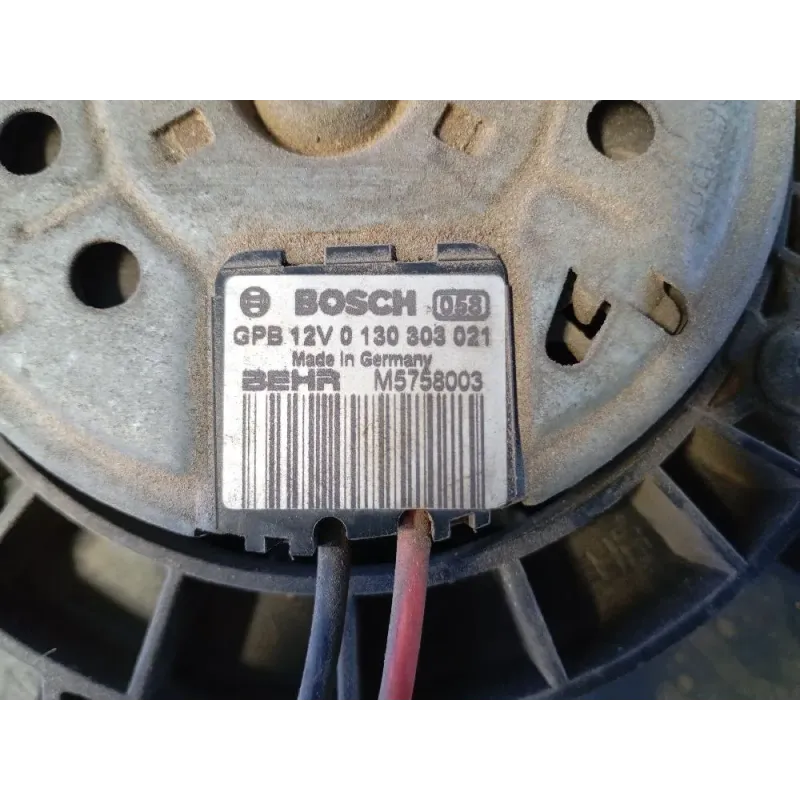 BOSCH 058
GPB 12V 0 130 303 021
Made in Germany
BEHR M5758003